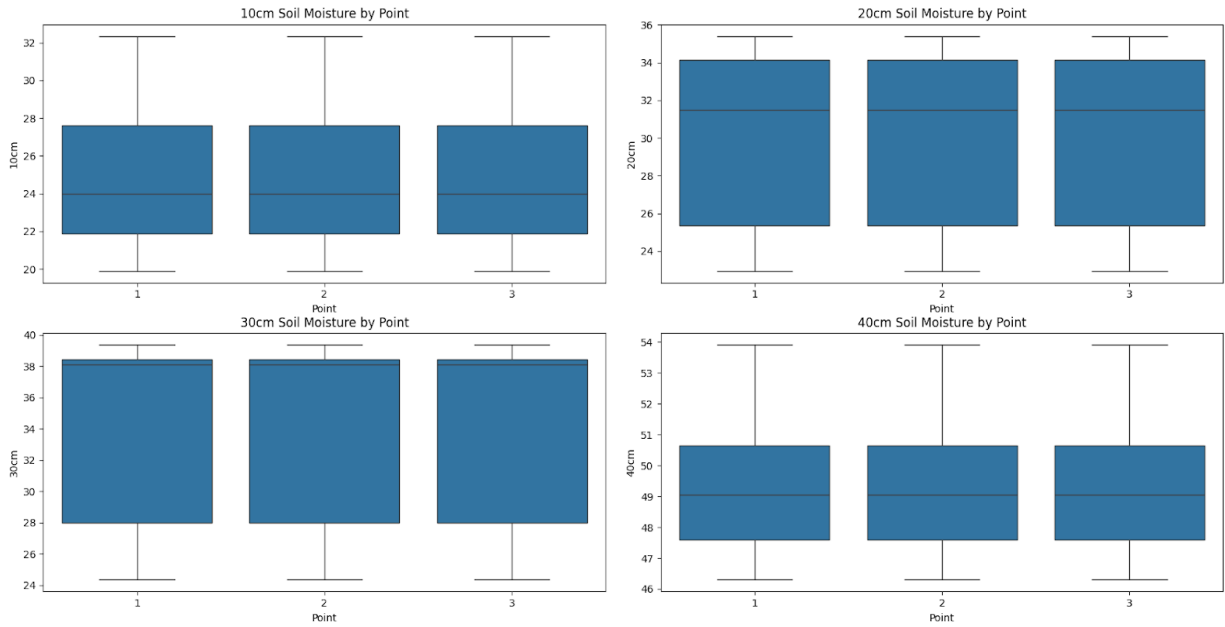 10cm Soil Moisture by Point
32
30
28
26
24
22
20
10cm
1 2 3
Point
20cm Soil Moisture by Point
36
34
32
30
28
26
24
20cm
1 2 3
Point
30cm Soil Moisture by Point
40
38
36
34
32
30
28
26
24
30cm
1 2 3
Point
40cm Soil Moisture by Point
54
53
52
51
50
49
48
47
46
40cm
1 2 3
Point